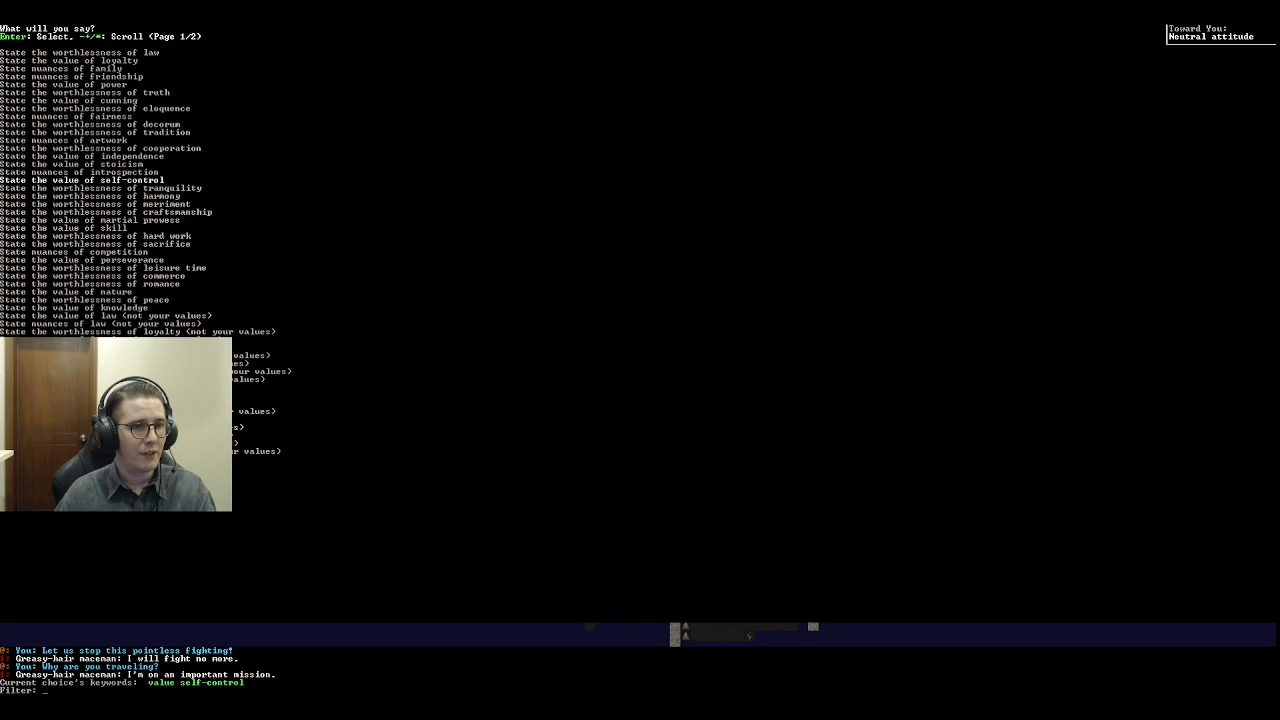 What will you say?
Enter: Select, -+/*: Scroll (Page 1/2)
Toward You:
Neutral attitude
State the worthlessness of law
State the value of loyalty
State nuances of family
State nuances of friendship
State the value of power
State the worthlessness of truth
State the value of cunning
State the worthlessness of eloquence
State nuances of fairness
State the worthlessness of decorum
State the worthlessness of tradition
State nuances of artwork
State the worthlessness of cooperation
State the value of independence
State the value of stoicism
State nuances of introspection
State the value of self-control
State the worthlessness of tranquility
State the worthlessness of harmony
State the worthlessness of merriment
State the worthlessness of craftsmanship
State the value of martial prowess
State the value of skill
State the worthlessness of hard work
State the worthlessness of sacrifice
State nuances of competition
State the value of perseverance
State the worthlessness of leisure time
State the worthlessness of commerce
State the worthlessness of romance
State the value of nature
State the worthlessness of peace
State the value of knowledge
State the value of law (not your values)
State nuances of law (not your values)
State the worthlessness of loyalty (not your values)
values)
values)
values)
values)
values)
@: You: Let us stop this pointless fighting!
Greasy-hair maceman: I will fight no more.
@: You: Why are you traveling?
Greasy-hair maceman: I'm on an important mission.
Current choice's keywords: value self-control
Filter: _